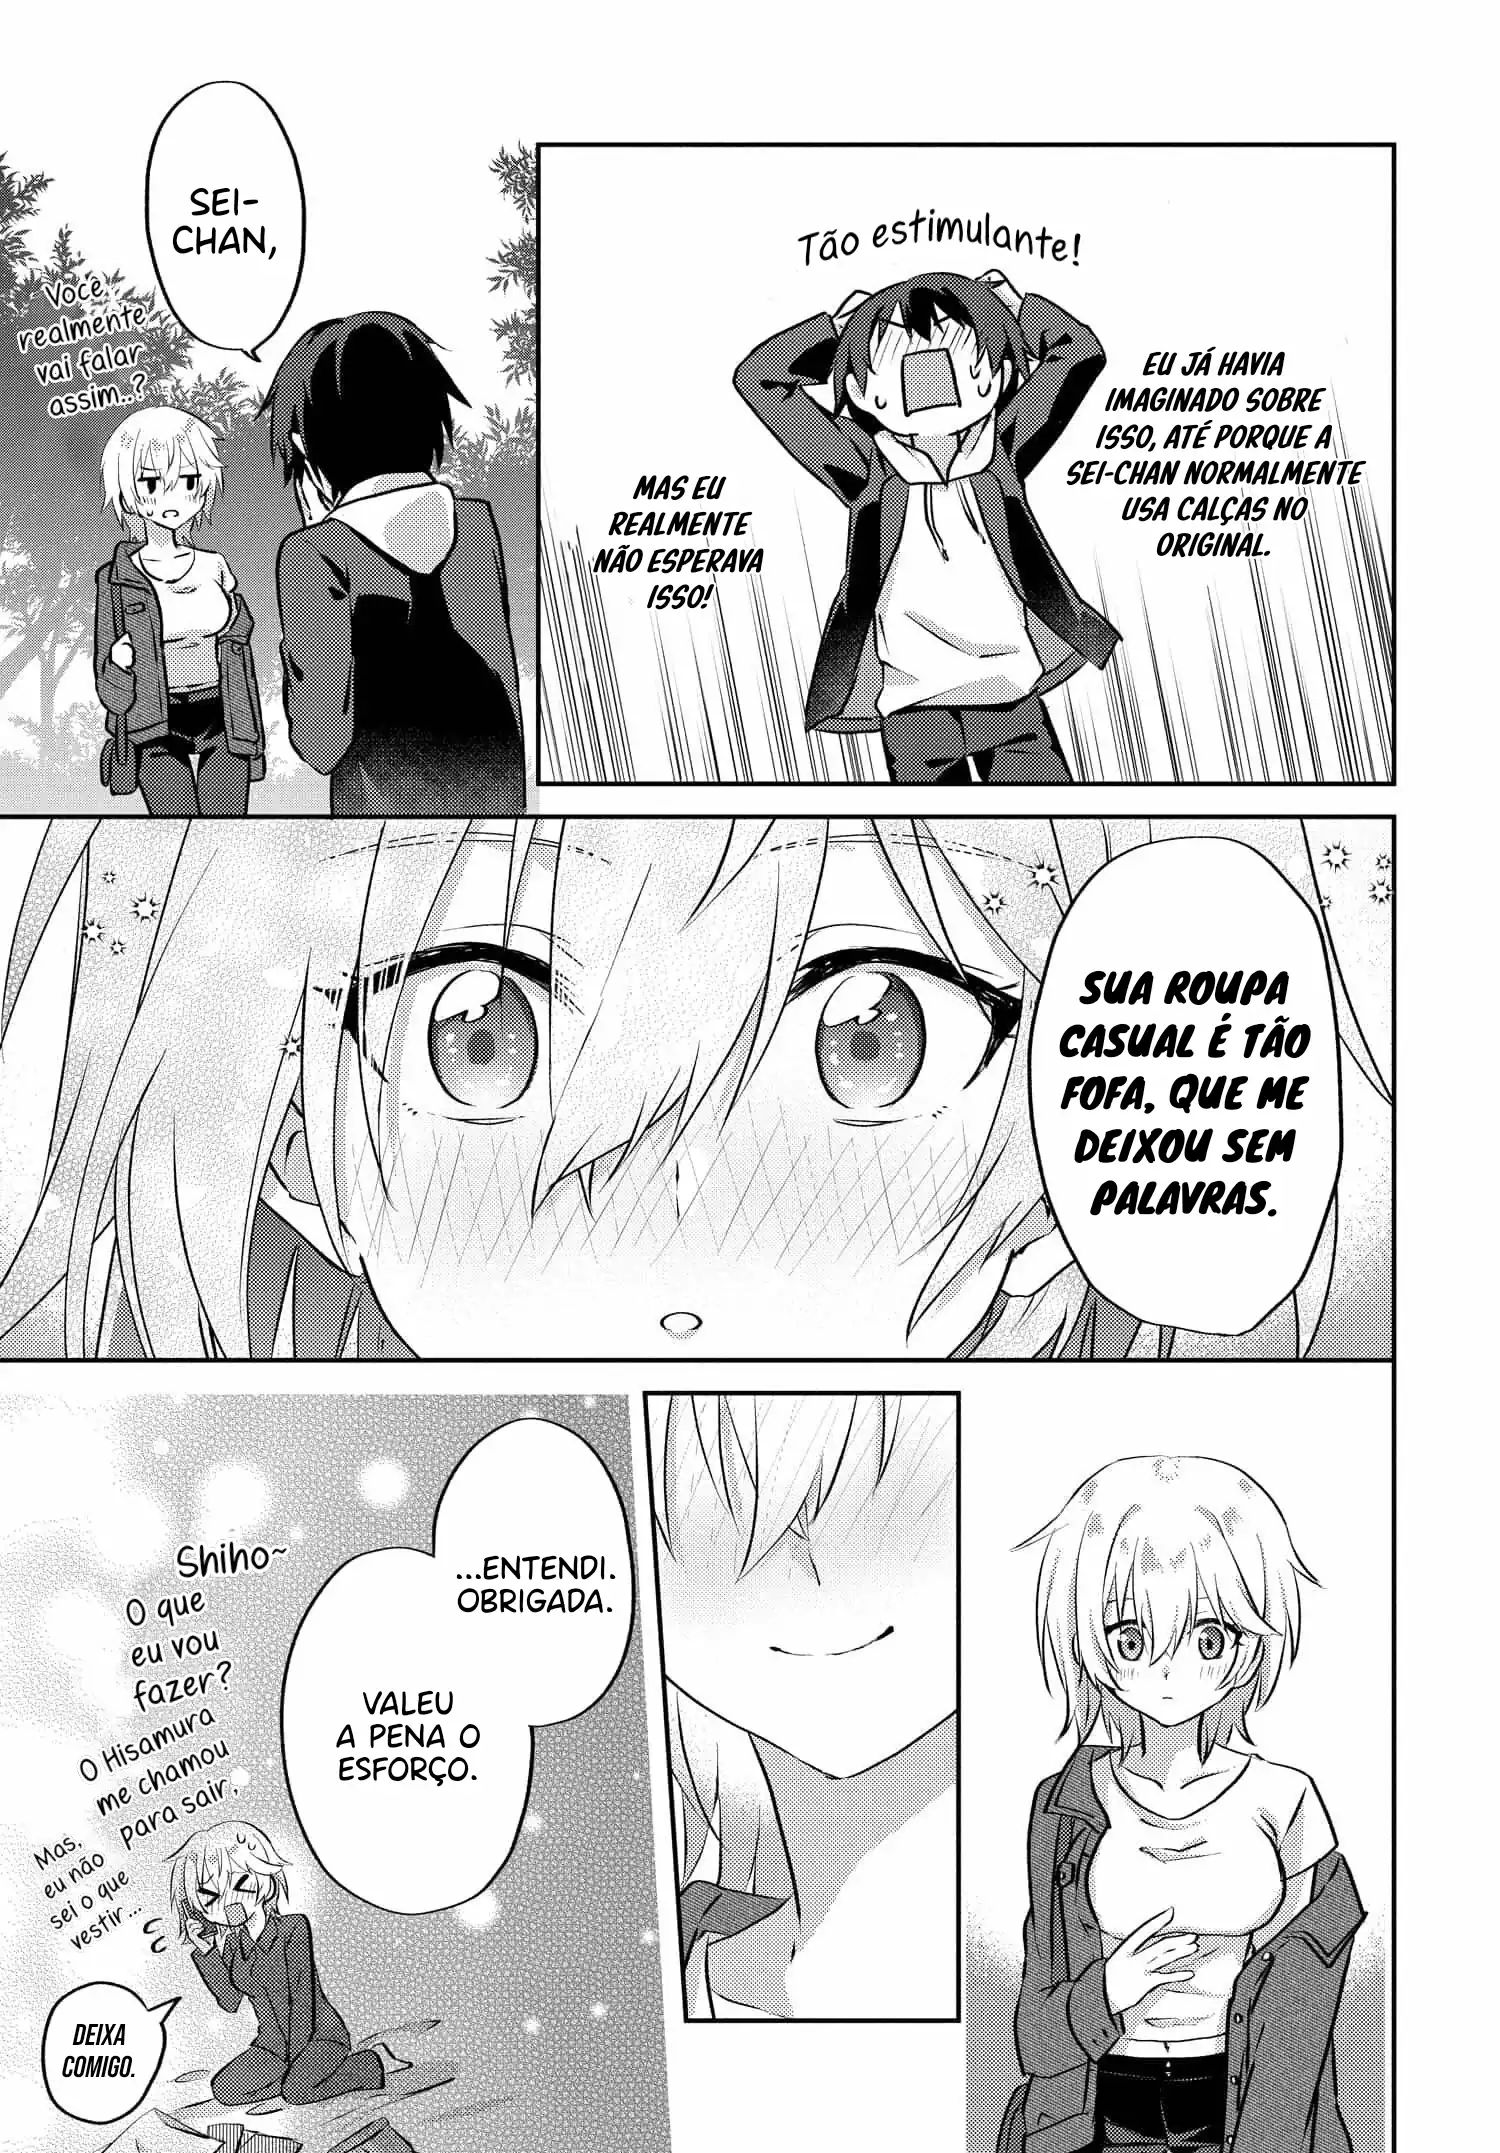 Tão estimulante!
EU JÁ HAVIA
IMAGINADO SOBRE
ISSO, ATÉ PORQUE A
SEI-CHAN NORMALMENTE
USA CALÇAS NO
ORIGINAL.
MAS EU
REALMENTE
NÃO ESPERAVA
ISSO!
SEI-
CHAN,
Você
realmente
vai falar
assim..?
SUA ROUPA
CASUAL É TÃO
FOFA, QUE ME
DEIXOU SEM
PALAVRAS.
...ENTENDI.
OBRIGADA.
VALEU
A PENA O
ESFORÇO.
Shiho~
O que
eu vou
fazer?
O Hisamura
me chamou
para sair,
Mas,
eu não
sei o que
vestir...
DEIXA
COMIGO.